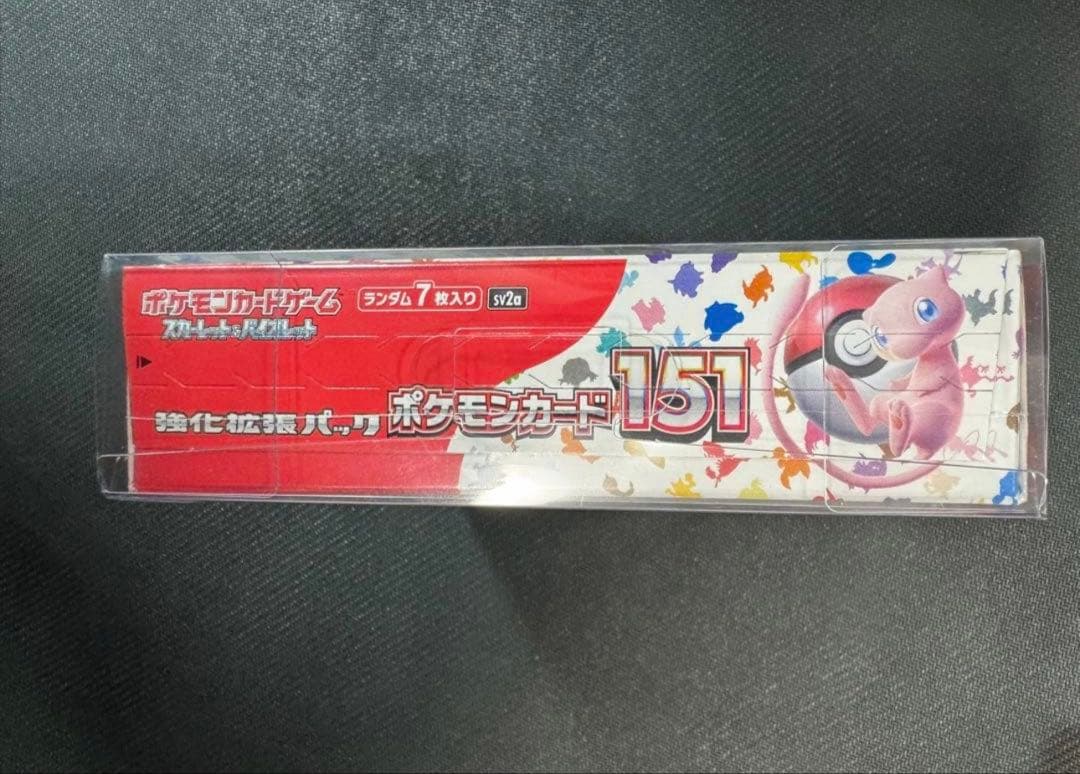 ポケモンカードゲーム
スカーレット&バイオレット
ランダム7枚入り
sv2a
強化拡張パック
ポケモンカード151